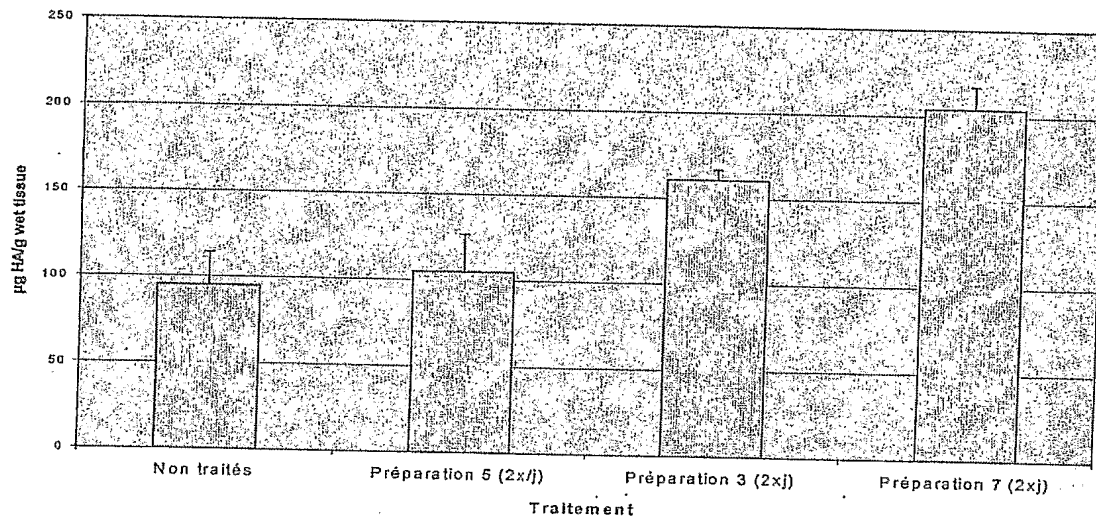 250
200
150
100
50
0
µg HA/g wet tissue
Non traités
Préparation 5 (2x/j)
Préparation 3 (2xj)
Préparation 7 (2xj)
Traitement